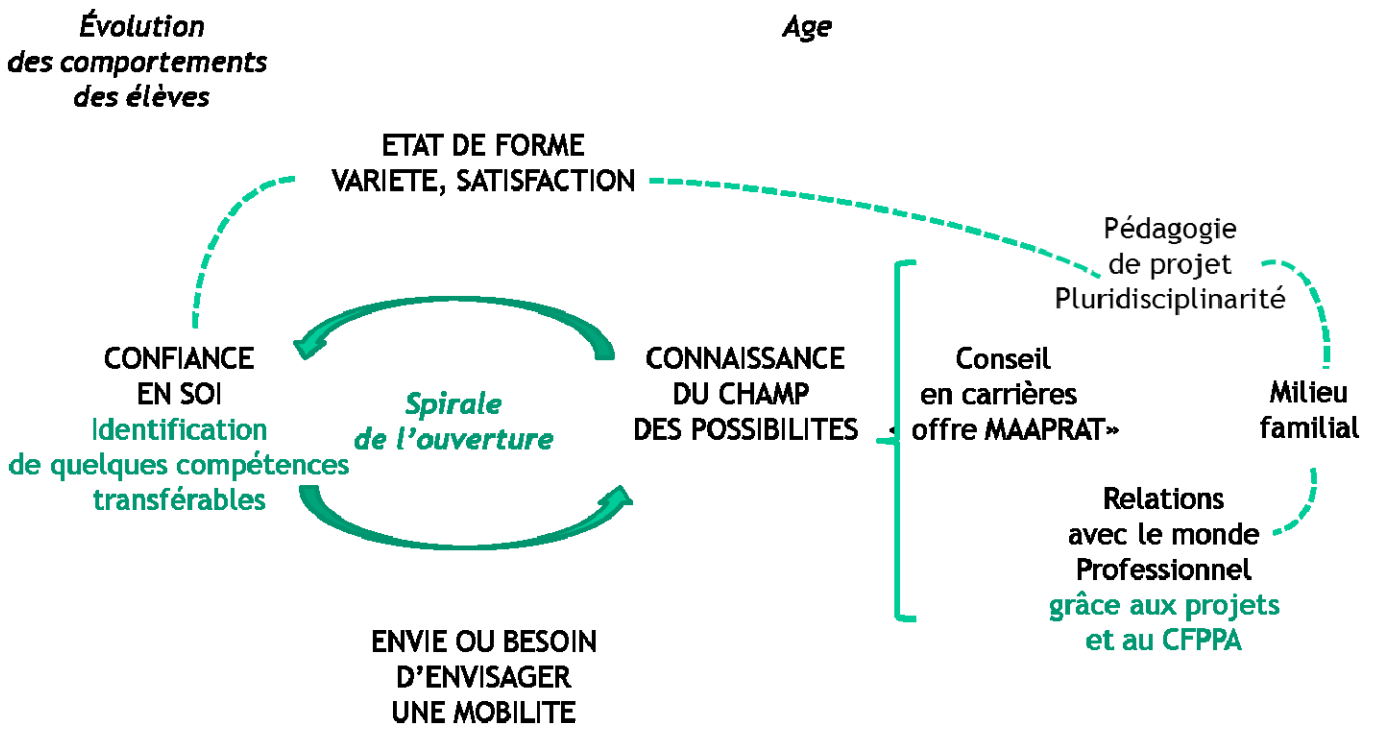 Évolution
des comportements
des élèves
Age
ETAT DE FORME
VARIETE, SATISFACTION
Pédagogie
de projet
Pluridisciplinarité
CONFIANCE
EN SOI
Identification
de quelques compétences
transférables
Spirale
de l'ouverture
CONNAISSANCE
DU CHAMP
DES POSSIBILITES
Conseil
en carrières
« offre MAAPRAT»
Milieu
familial
Relations
avec le monde
Professionnel
grâce aux projets
et au CFPPA
ENVIE OU BESOIN
D'ENVISAGER
UNE MOBILITE